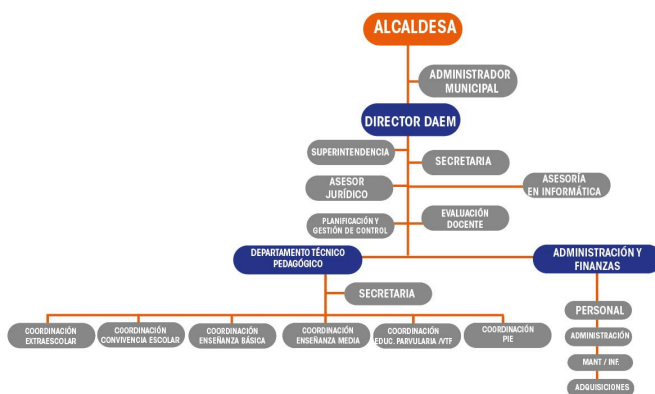 ALCALDESA
ADMINISTRADOR
MUNICIPAL
DIRECTOR DAEM
SUPERINTENDENCIA
SECRETARIA
ASESOR
JURÍDICO
ASESORÍA
EN INFORMÁTICA
PLANIFICACIÓN Y
GESTIÓN DE CONTROL
EVALUACIÓN
DOCENTE
DEPARTAMENTO TÉCNICO
PEDAGÓGICO
ADMINISTRACIÓN Y
FINANZAS
SECRETARIA
COORDINACIÓN
EXTRAESCOLAR
COORDINACIÓN
CONVIVENCIA ESCOLAR
COORDINACIÓN
ENSEÑANZA BÁSICA
COORDINACIÓN
ENSEÑANZA MEDIA
COORDINACIÓN
EDUC. PARVULARIA /VTF
COORDINACIÓN
PIE
PERSONAL
ADMINISTRACIÓN
MANT / INF.
ADQUISICIONES